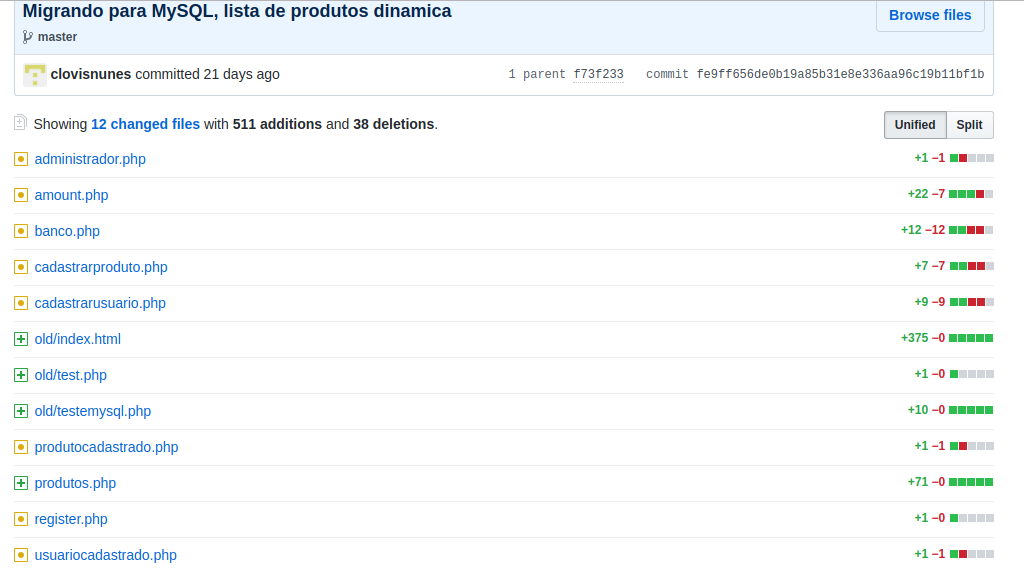 Migrando para MySQL, lista de produtos dinamica
Browse files
master
clovisnunes committed 21 days ago
1 parent f73f233 commit fe9ff656de0b19a85b31e8e336aa96c19b11bf1b
Showing 12 changed files with 511 additions and 38 deletions.
Unified Split
administrador.php +1 −1
amount.php +22 −7
banco.php +12 −12
cadastrarproduto.php +7 −7
cadastrarusuario.php +9 −9
old/index.html +375 −0
old/test.php +1 −0
old/testemysql.php +10 −0
produtocadastrado.php +1 −1
produtos.php +71 −0
register.php +1 −0
usuariocadastrado.php +1 −1